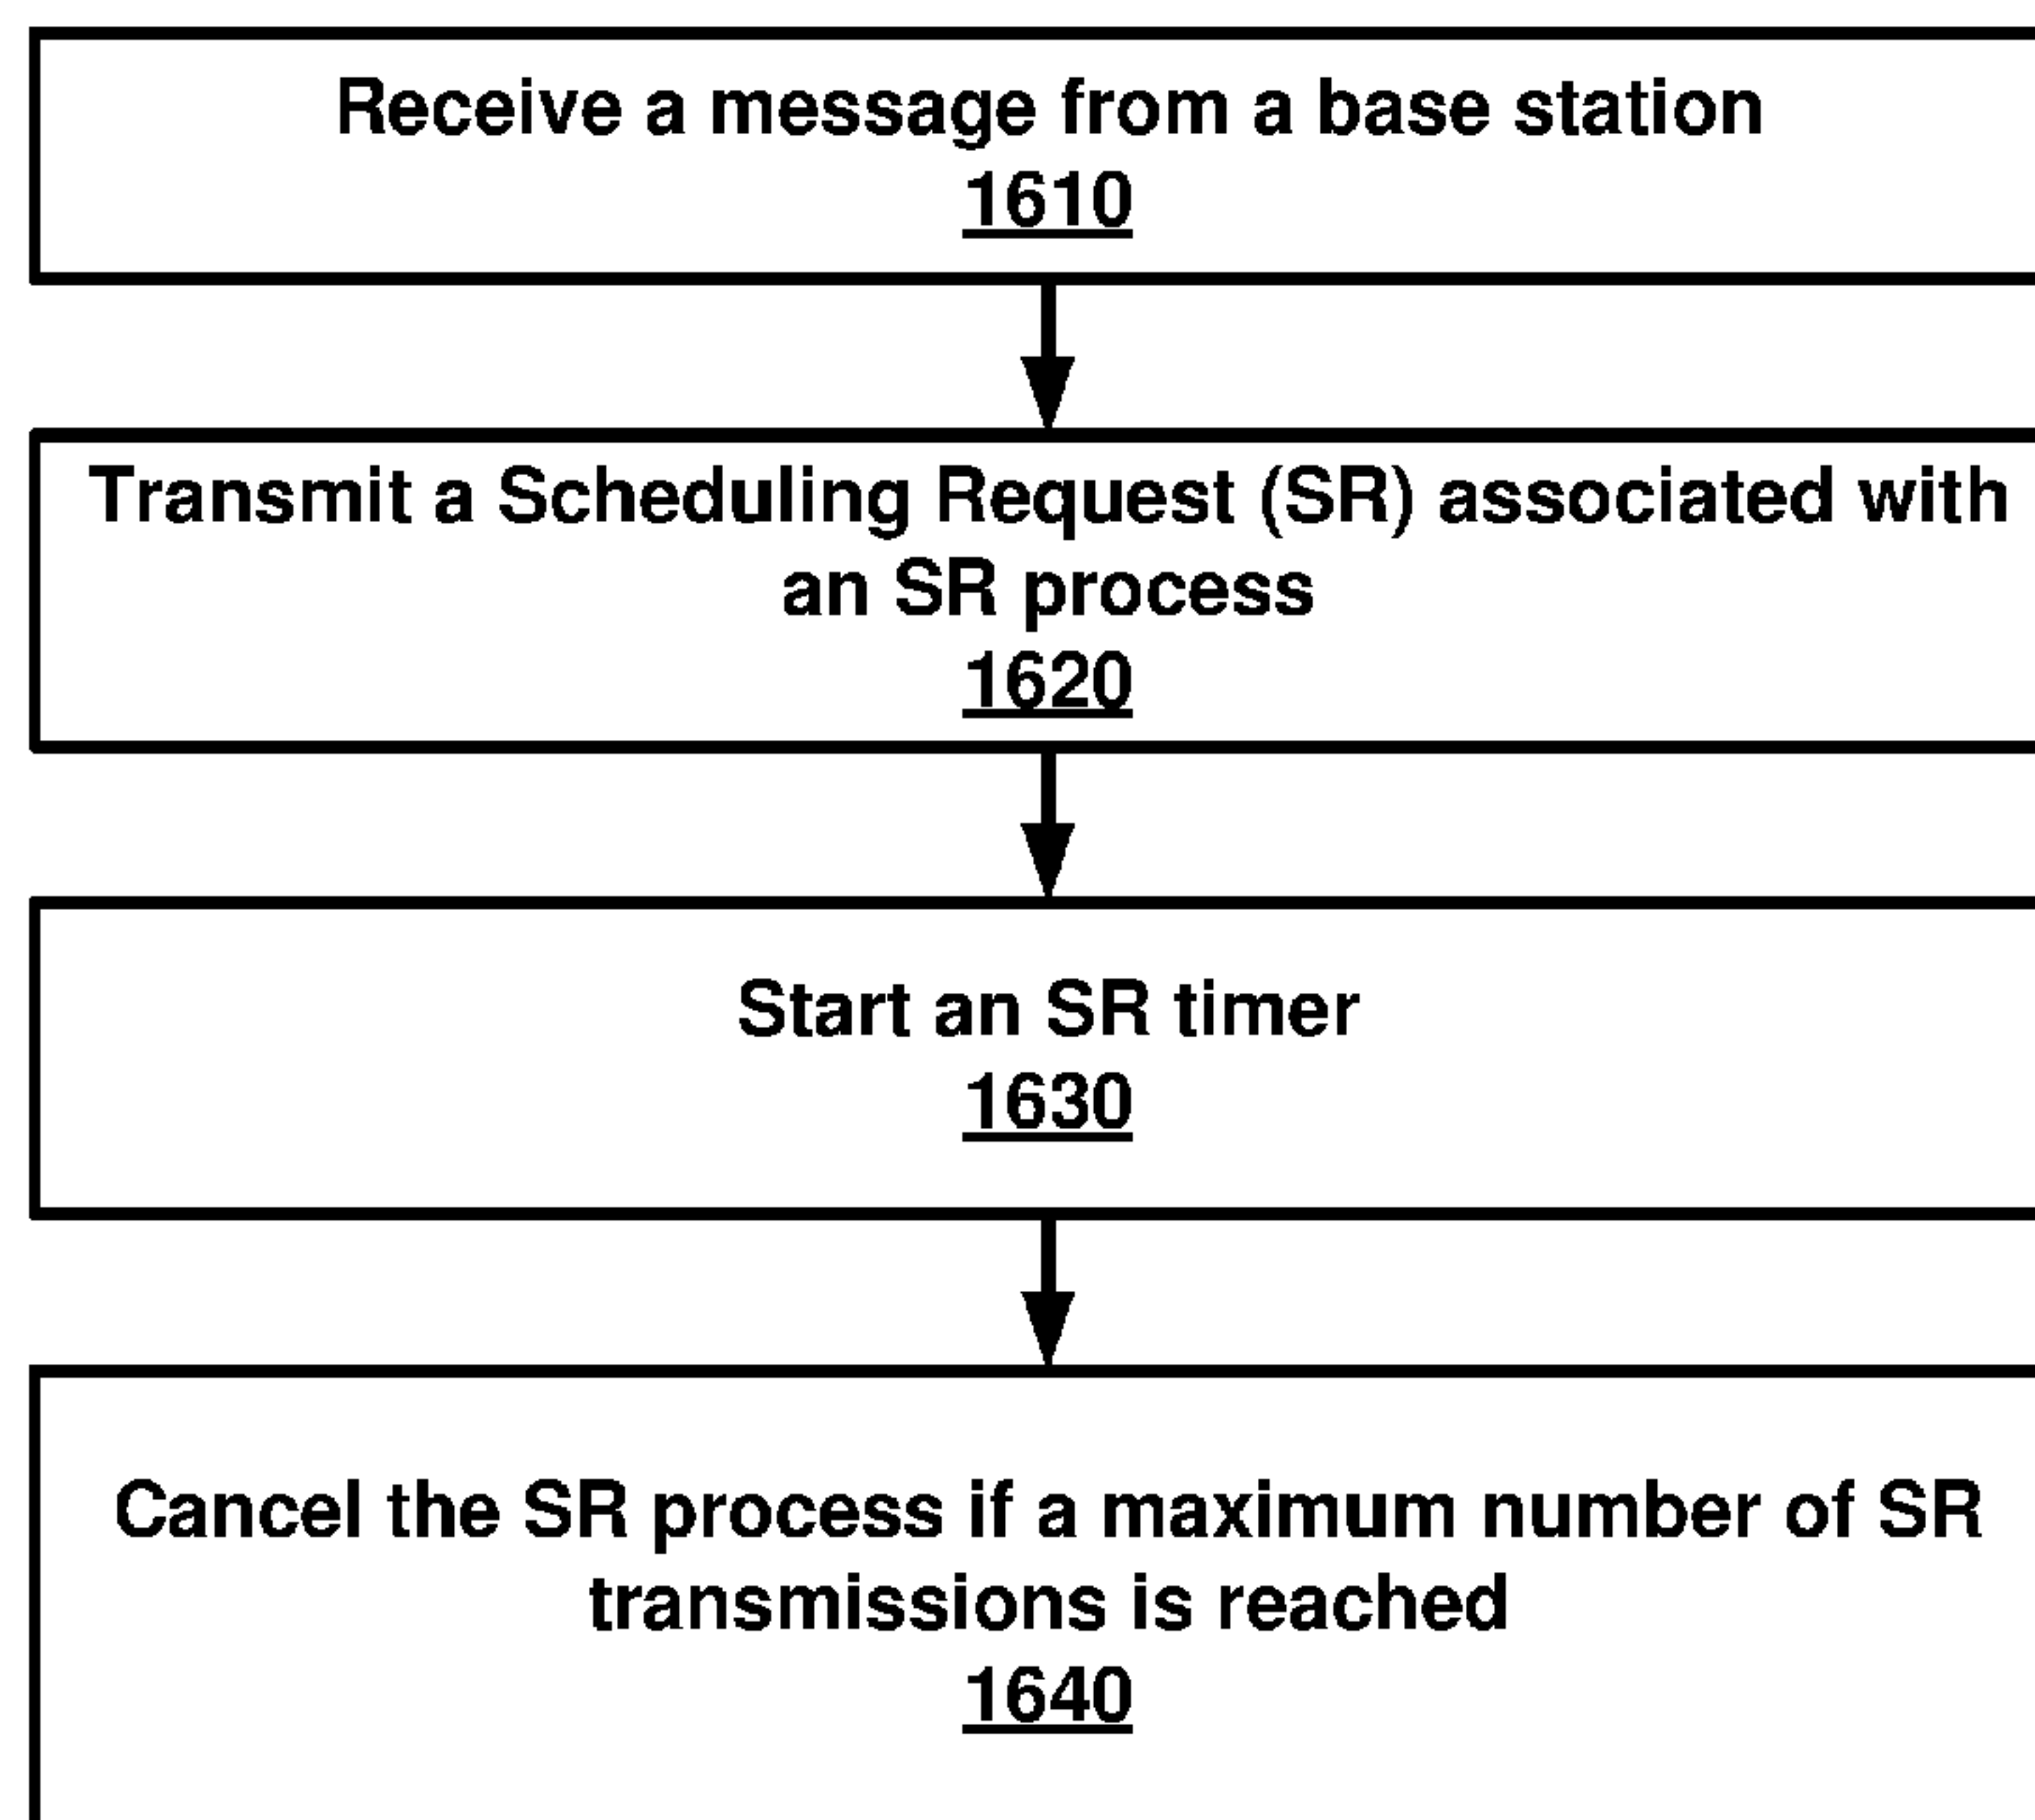 Receive a message from a base station
1610
Transmit a Scheduling Request (SR) associated with
an SR process
1620
Start an SR timer
1630
Cancel the SR process if a maximum number of SR
transmissions is reached
1640